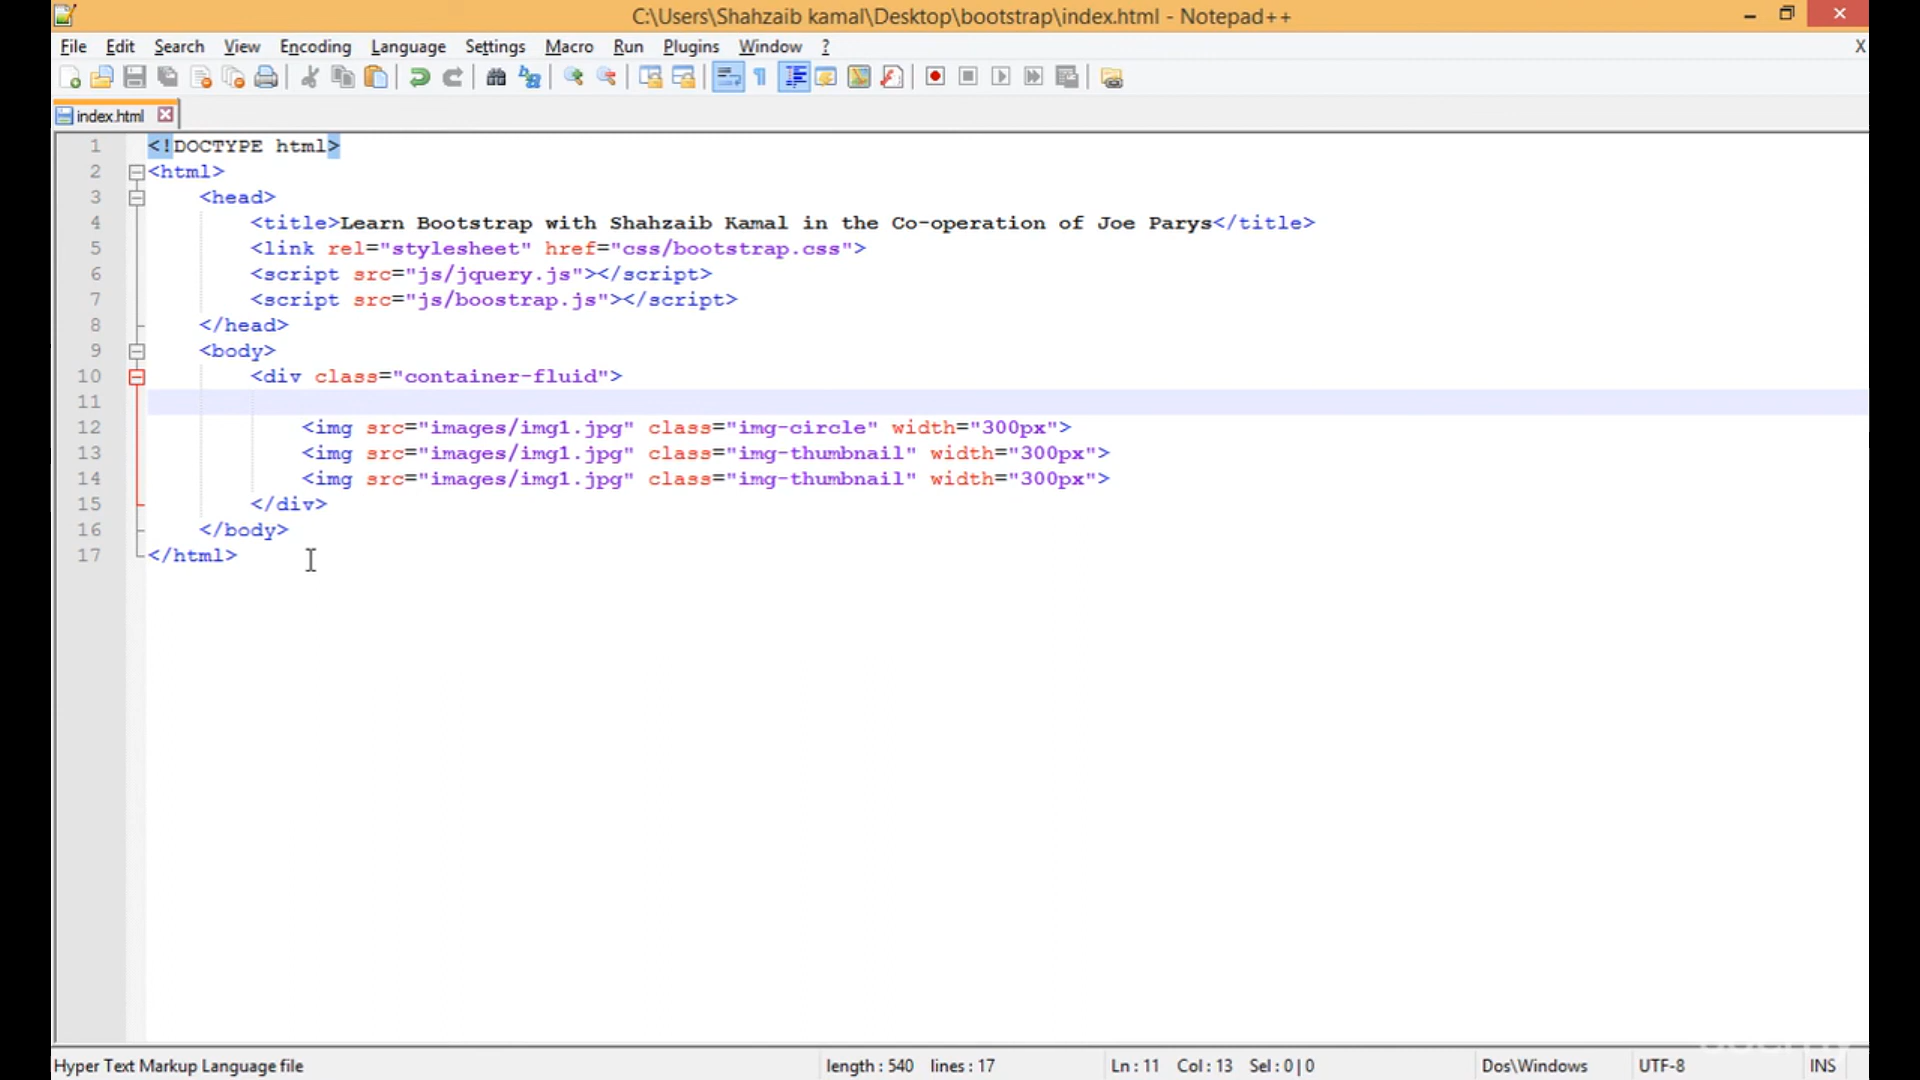 C:\Users\Shahzaib kamal\Desktop\bootstrap\index.html - Notepad++
File Edit Search View Encoding Language Settings Macro Run Plugins Window ? X
index.html
1 <!DOCTYPE html>
2 <html>
3 <head>
4 <title>Learn Bootstrap with Shahzaib Kamal in the Co-operation of Joe Parys</title>
5 <link rel="stylesheet" href="css/bootstrap.css">
6 <script src="js/jquery.js"></script>
7 <script src="js/boostrap.js"></script>
8 </head>
9 <body>
10 <div class="container-fluid">
11
12 <img src="images/img1.jpg" class="img-circle" width="300px">
13 <img src="images/img1.jpg" class="img-thumbnail" width="300px">
14 <img src="images/img1.jpg" class="img-thumbnail" width="300px">
15 </div>
16 </body>
17 </html>
Hyper Text Markup Language file length : 540 lines : 17 Ln : 11 Col : 13 Sel : 0 | 0 Dos\Windows UTF-8 INS